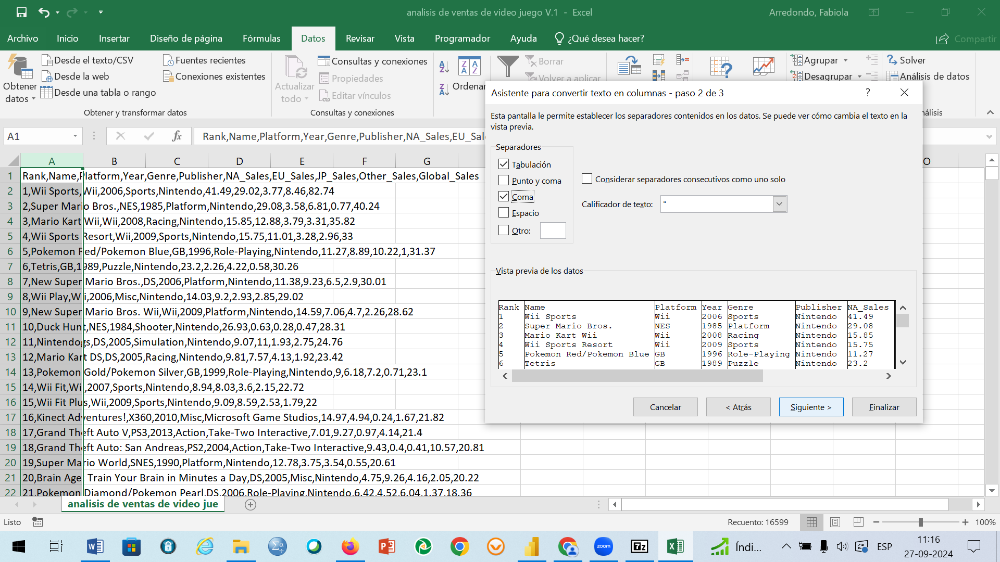 analisis de ventas de video juego V.1 - Excel
Arredondo, Fabiola
Archivo Inicio Insertar Diseño de página Fórmulas Datos Revisar Vista Programador Ayuda ¿Qué desea hacer? Compartir
Obtener datos
Desde el texto/CSV
Desde la web
Desde una tabla o rango
Fuentes recientes
Conexiones existentes
Obtener y transformar datos
Actualizar todo
Consultas y conexiones
Propiedades
Editar vínculos
Consultas y conexiones
Ordenar
Borrar
Volver a aplicar
Agrupar
Desagrupar
Solver
Análisis de datos
A1
fx
Rank,Name,Platform,Year,Genre,Publisher,NA_Sales,EU_Sal
A B C D E F G O
1 Rank,Name,Platform,Year,Genre,Publisher,NA_Sales,EU_Sales,JP_Sales,Other_Sales,Global_Sales
2 1,Wii Sports,Wii,2006,Sports,Nintendo,41.49,29.02,3.77,8.46,82.74
3 2,Super Mario Bros.,NES,1985,Platform,Nintendo,29.08,3.58,6.81,0.77,40.24
4 3,Mario Kart Wii,Wii,2008,Racing,Nintendo,15.85,12.88,3.79,3.31,35.82
5 4,Wii Sports Resort,Wii,2009,Sports,Nintendo,15.75,11.01,3.28,2.96,33
6 5,Pokemon Red/Pokemon Blue,GB,1996,Role-Playing,Nintendo,11.27,8.89,10.22,1,31.37
7 6,Tetris,GB,1989,Puzzle,Nintendo,23.2,2.26,4.22,0.58,30.26
8 7,New Super Mario Bros.,DS,2006,Platform,Nintendo,11.38,9.23,6.5,2.9,30.01
9 8,Wii Play,Wii,2006,Misc,Nintendo,14.03,9.2,2.93,2.85,29.02
10 9,New Super Mario Bros. Wii,Wii,2009,Platform,Nintendo,14.59,7.06,4.7,2.26,28.62
11 10,Duck Hunt,NES,1984,Shooter,Nintendo,26.93,0.63,0.28,0.47,28.31
12 11,Nintendogs,DS,2005,Simulation,Nintendo,9.07,11,1.93,2.75,24.76
13 12,Mario Kart DS,DS,2005,Racing,Nintendo,9.81,7.57,4.13,1.92,23.42
14 13,Pokemon Gold/Pokemon Silver,GB,1999,Role-Playing,Nintendo,9,6.18,7.2,0.71,23.1
15 14,Wii Fit,Wii,2007,Sports,Nintendo,8.94,8.03,3.6,2.15,22.72
16 15,Wii Fit Plus,Wii,2009,Sports,Nintendo,9.09,8.59,2.53,1.79,22
17 16,Kinect Adventures!,X360,2010,Misc,Microsoft Game Studios,14.97,4.94,0.24,1.67,21.82
18 17,Grand Theft Auto V,PS3,2013,Action,Take-Two Interactive,7.01,9.27,0.97,4.14,21.4
19 18,Grand Theft Auto: San Andreas,PS2,2004,Action,Take-Two Interactive,9.43,0.4,0.41,10.57,20.81
20 19,Super Mario World,SNES,1990,Platform,Nintendo,12.78,3.75,3.54,0.55,20.61
21 20,Brain Age: Train Your Brain in Minutes a Day,DS,2005,Misc,Nintendo,4.75,9.26,4.16,2.05,20.22
22 21,Pokemon Diamond/Pokemon Pearl,DS,2006,Role-Playing,Nintendo,6.42,4.52,6.04,1.37,18.36
Asistente para convertir texto en columnas - paso 2 de 3
?
Esta pantalla le permite establecer los separadores contenidos en los datos. Se puede ver cómo cambia el texto en la
vista previa.
Separadores
Tabulación
Punto y coma
Coma
Espacio
Otro:
Considerar separadores consecutivos como uno solo
Calificador de texto: "
Vista previa de los datos
Rank Name Platform Year Genre Publisher NA_Sales
1 Wii Sports Wii 2006 Sports Nintendo 41.49
2 Super Mario Bros. NES 1985 Platform Nintendo 29.08
3 Mario Kart Wii Wii 2008 Racing Nintendo 15.85
4 Wii Sports Resort Wii 2009 Sports Nintendo 15.75
5 Pokemon Red/Pokemon Blue GB 1996 Role-Playing Nintendo 11.27
6 Tetris GB 1989 Puzzle Nintendo 23.2
Cancelar < Atrás Siguiente > Finalizar
analisis de ventas de video jue
Listo
Recuento: 16599
100%
zoom
7z
Índi...
ESP
11:16
27-09-2024